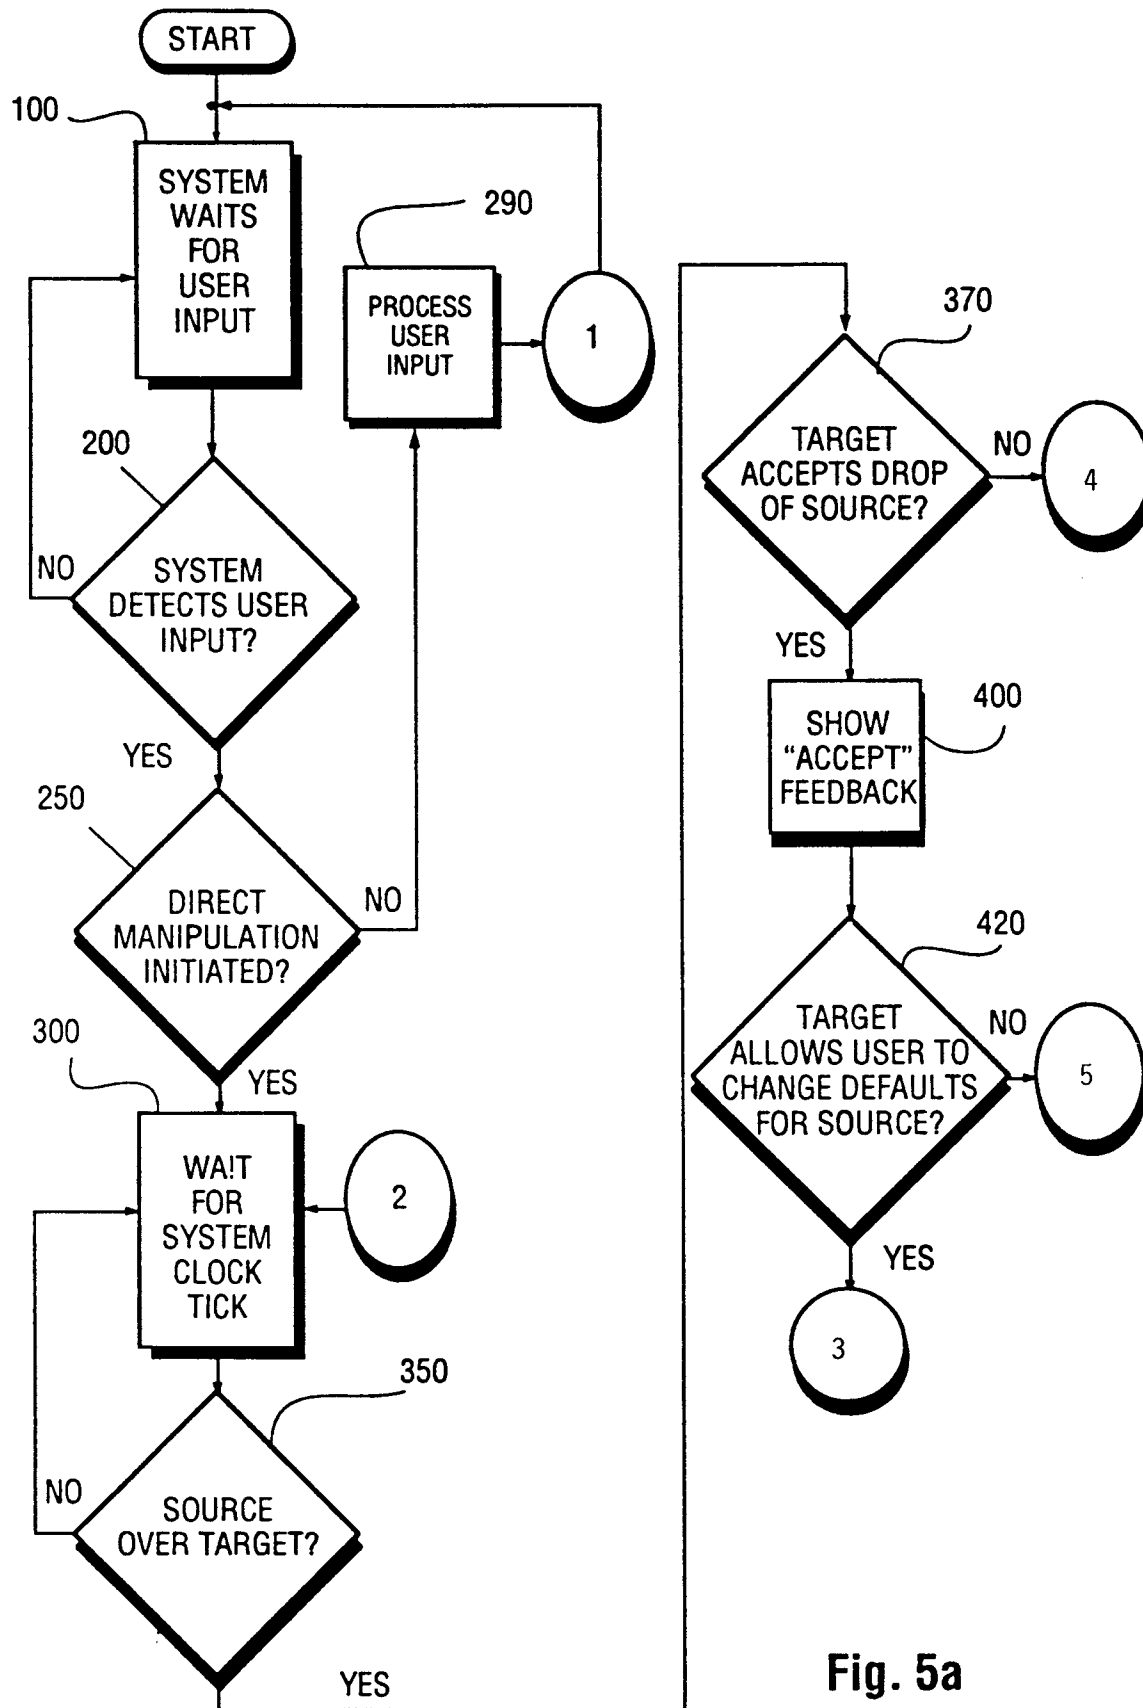 START
100
SYSTEM
WAITS
FOR
USER
INPUT
290
PROCESS
USER
INPUT
1
200
NO
SYSTEM
DETECTS USER
INPUT?
YES
250
DIRECT
MANIPULATION
INITIATED?
NO
300
YES
WAIT
FOR
SYSTEM
CLOCK
TICK
2
350
NO
SOURCE
OVER TARGET?
YES
370
TARGET
ACCEPTS DROP
OF SOURCE?
NO
4
YES
400
SHOW
"ACCEPT"
FEEDBACK
420
TARGET
ALLOWS USER TO
CHANGE DEFAULTS
FOR SOURCE?
NO
5
YES
3
Fig. 5a